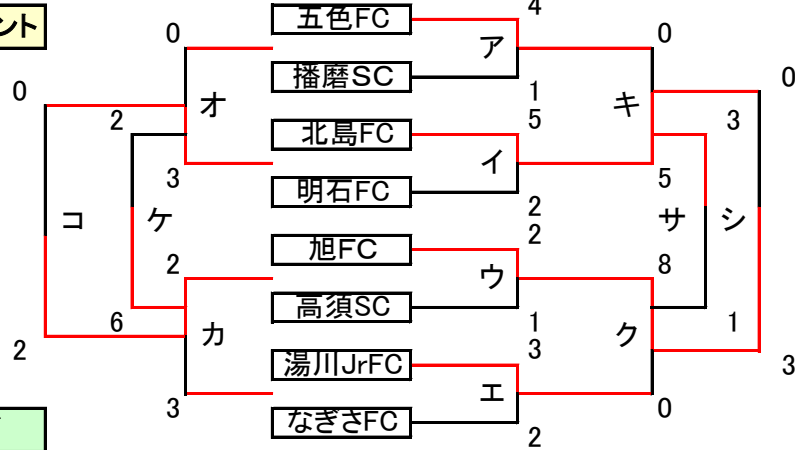 ント
五色FC
播磨SC
北島FC
明石FC
旭FC
高須SC
湯川JrFC
なぎさFC
ア
イ
ウ
エ
オ
カ
キ
ク
ケ
コ
サ
シ
4
1
5
2
2
1
3
2
0
3
2
3
0
5
8
0
2
6
0
2
3
1
0
3